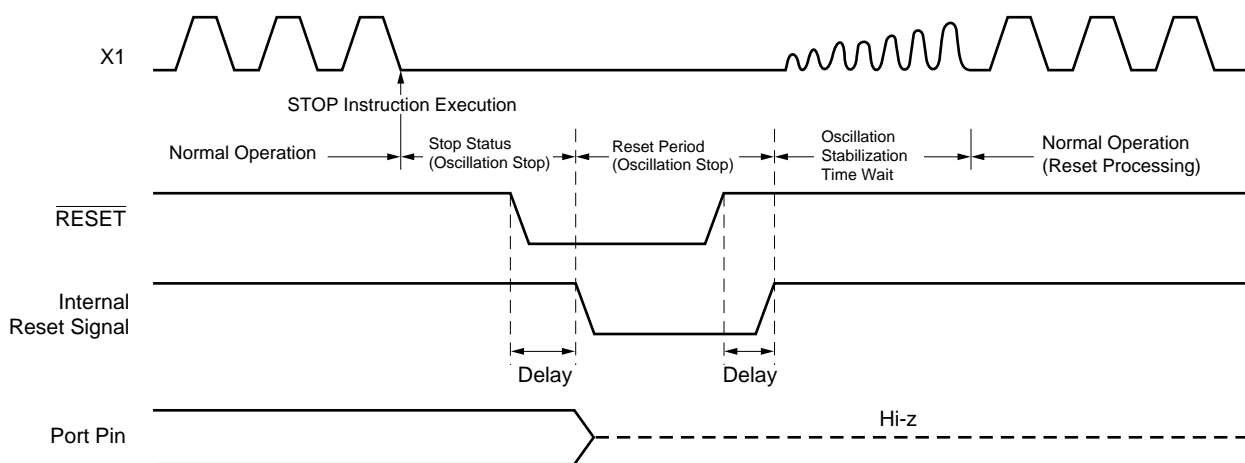 X1
STOP Instruction Execution
Normal Operation
Stop Status
(Oscillation Stop)
Reset Period
(Oscillation Stop)
Oscillation
Stabilization
Time Wait
Normal Operation
(Reset Processing)
RESET
Internal
Reset Signal
Delay
Delay
Port Pin
Hi-z